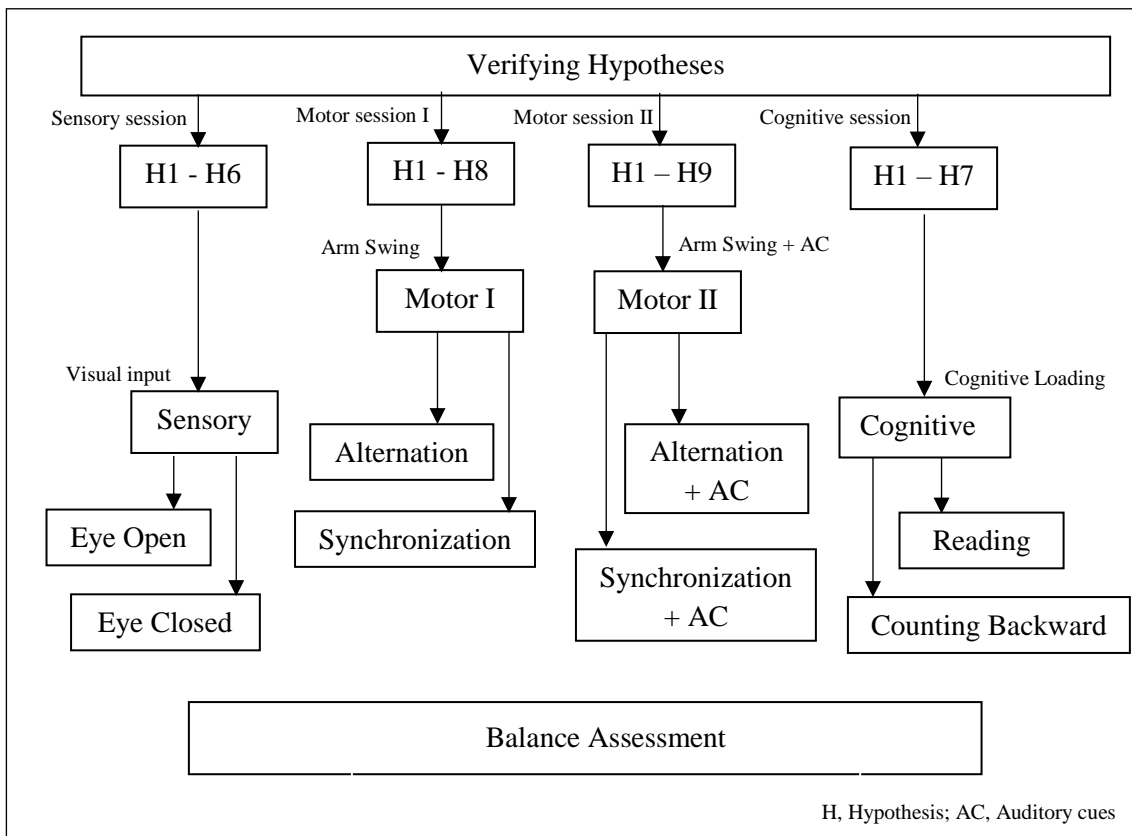 Verifying Hypotheses
Sensory session
Motor session I
Motor session II
Cognitive session
H1 - H6
H1 - H8
H1 – H9
H1 – H7
Arm Swing
Arm Swing + AC
Motor I
Motor II
Visual input
Cognitive Loading
Sensory
Cognitive
Alternation
Alternation
+ AC
Eye Open
Synchronization
Reading
Synchronization
+ AC
Eye Closed
Counting Backward
Balance Assessment
H, Hypothesis; AC, Auditory cues